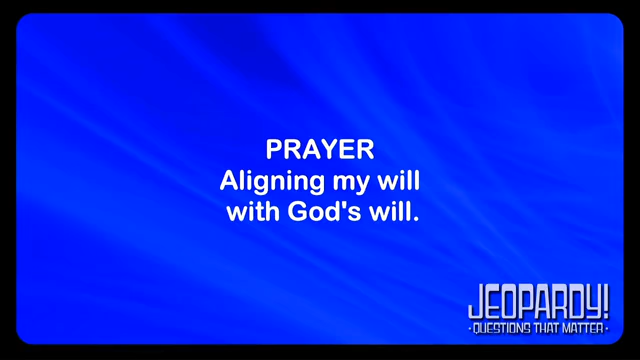 PRAYER
Aligning my will
with God's will.
JEOPARDY!
·QUESTIONS THAT MATTER·